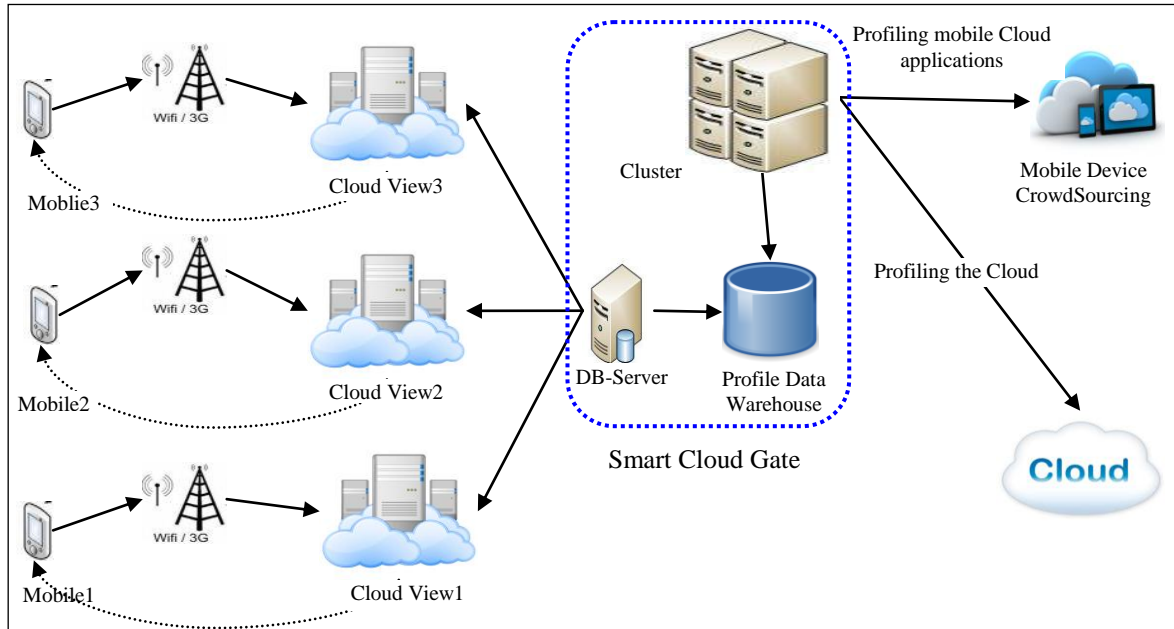 Profiling mobile Cloud
applications
Wifi / 3G
Cloud View3
Moblie3
Cluster
Mobile Device
CrowdSourcing
Wifi / 3G
Profiling the Cloud
Cloud View2
Mobile2
DB-Server
Profile Data
Warehouse
Smart Cloud Gate
Cloud
Wifi / 3G
Cloud View1
Mobile1